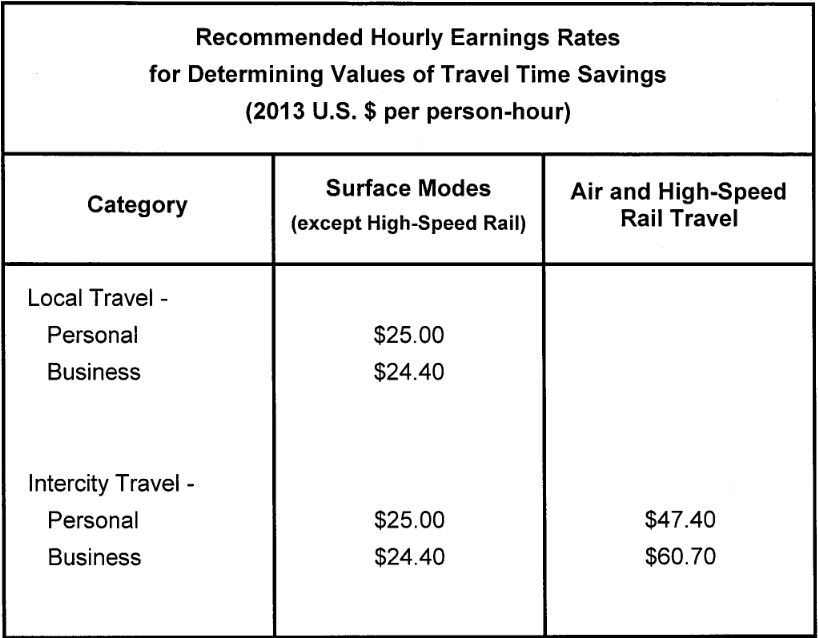 Recommended Hourly Earnings Rates
for Determining Values of Travel Time Savings
(2013 U.S. $ per person-hour)
Category
Surface Modes
(except High-Speed Rail)
Air and High-Speed
Rail Travel
Local Travel -
Personal $25.00
Business $24.40
Intercity Travel -
Personal $25.00 $47.40
Business $24.40 $60.70